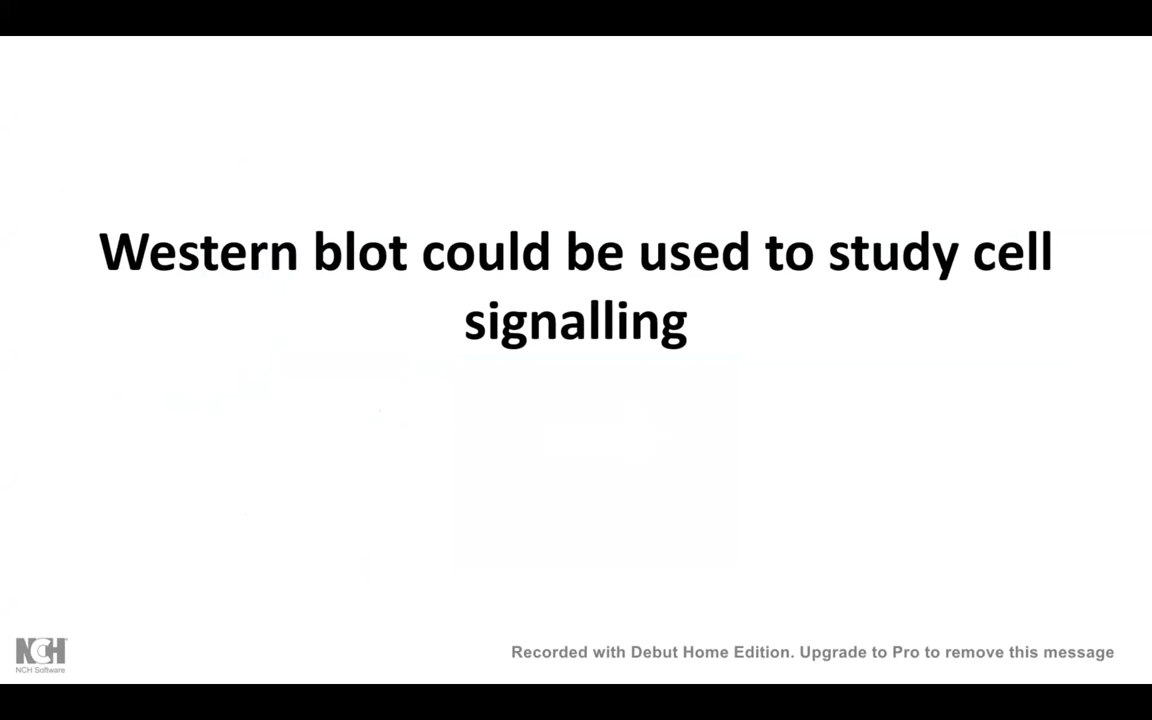 Western blot could be used to study cell
signalling
NCH
NCH Software
Recorded with Debut Home Edition. Upgrade to Pro to remove this message